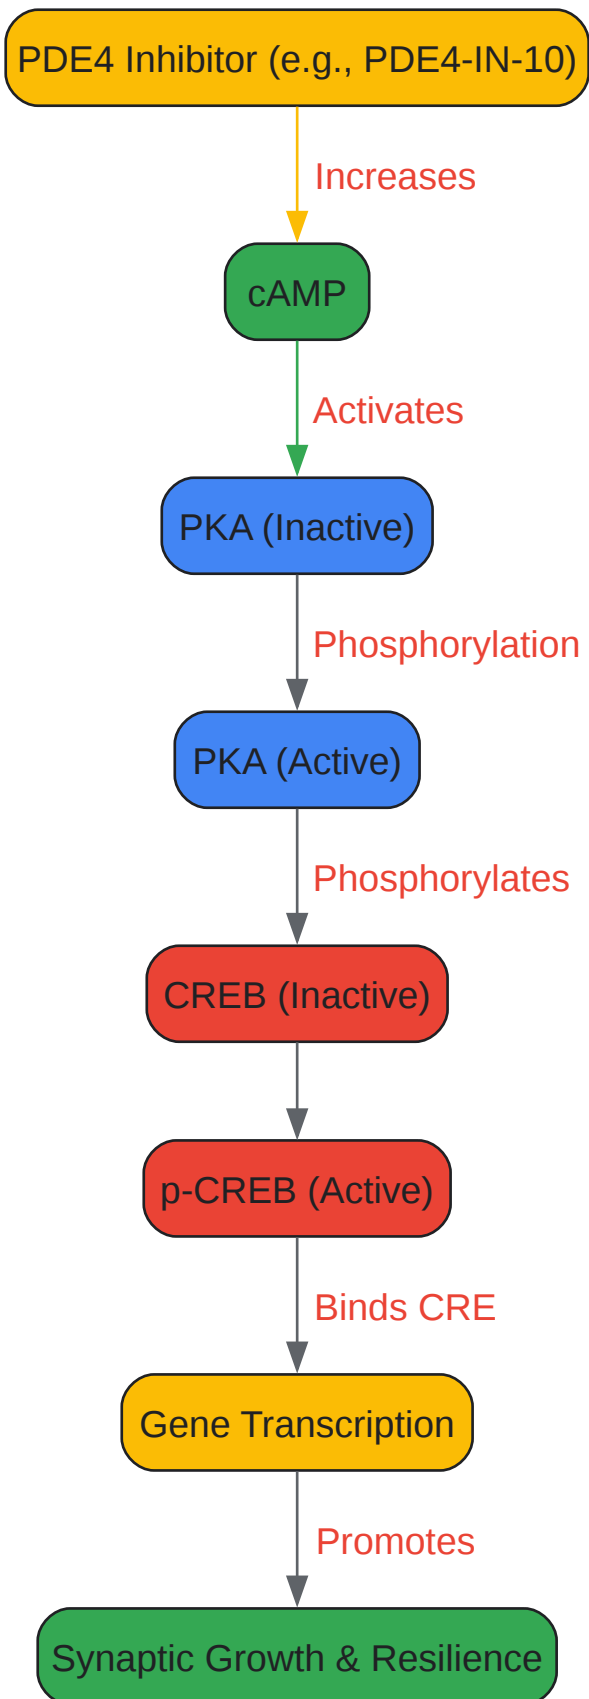 PDE4 Inhibitor (e.g., PDE4-IN-10)
Increases
cAMP
Activates
PKA (Inactive)
Phosphorylation
PKA (Active)
Phosphorylates
CREB (Inactive)
p-CREB (Active)
Binds CRE
Gene Transcription
Promotes
Synaptic Growth & Resilience